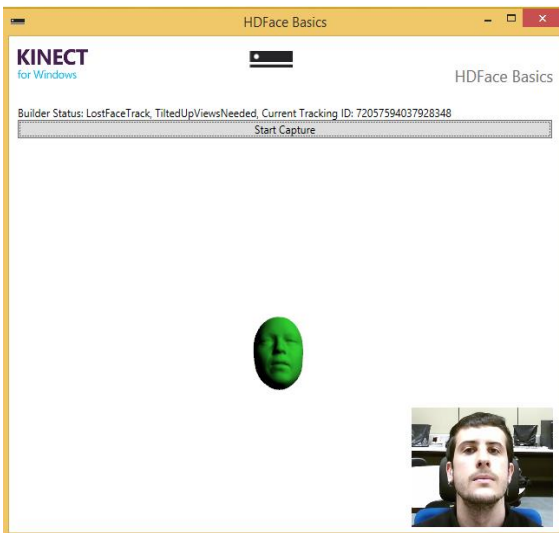 HDFace Basics
KINECT
for Windows
HDFace Basics
Builder Status: LostFaceTrack, TiltedUpViewsNeeded, Current Tracking ID: 72057594037928348
Start Capture